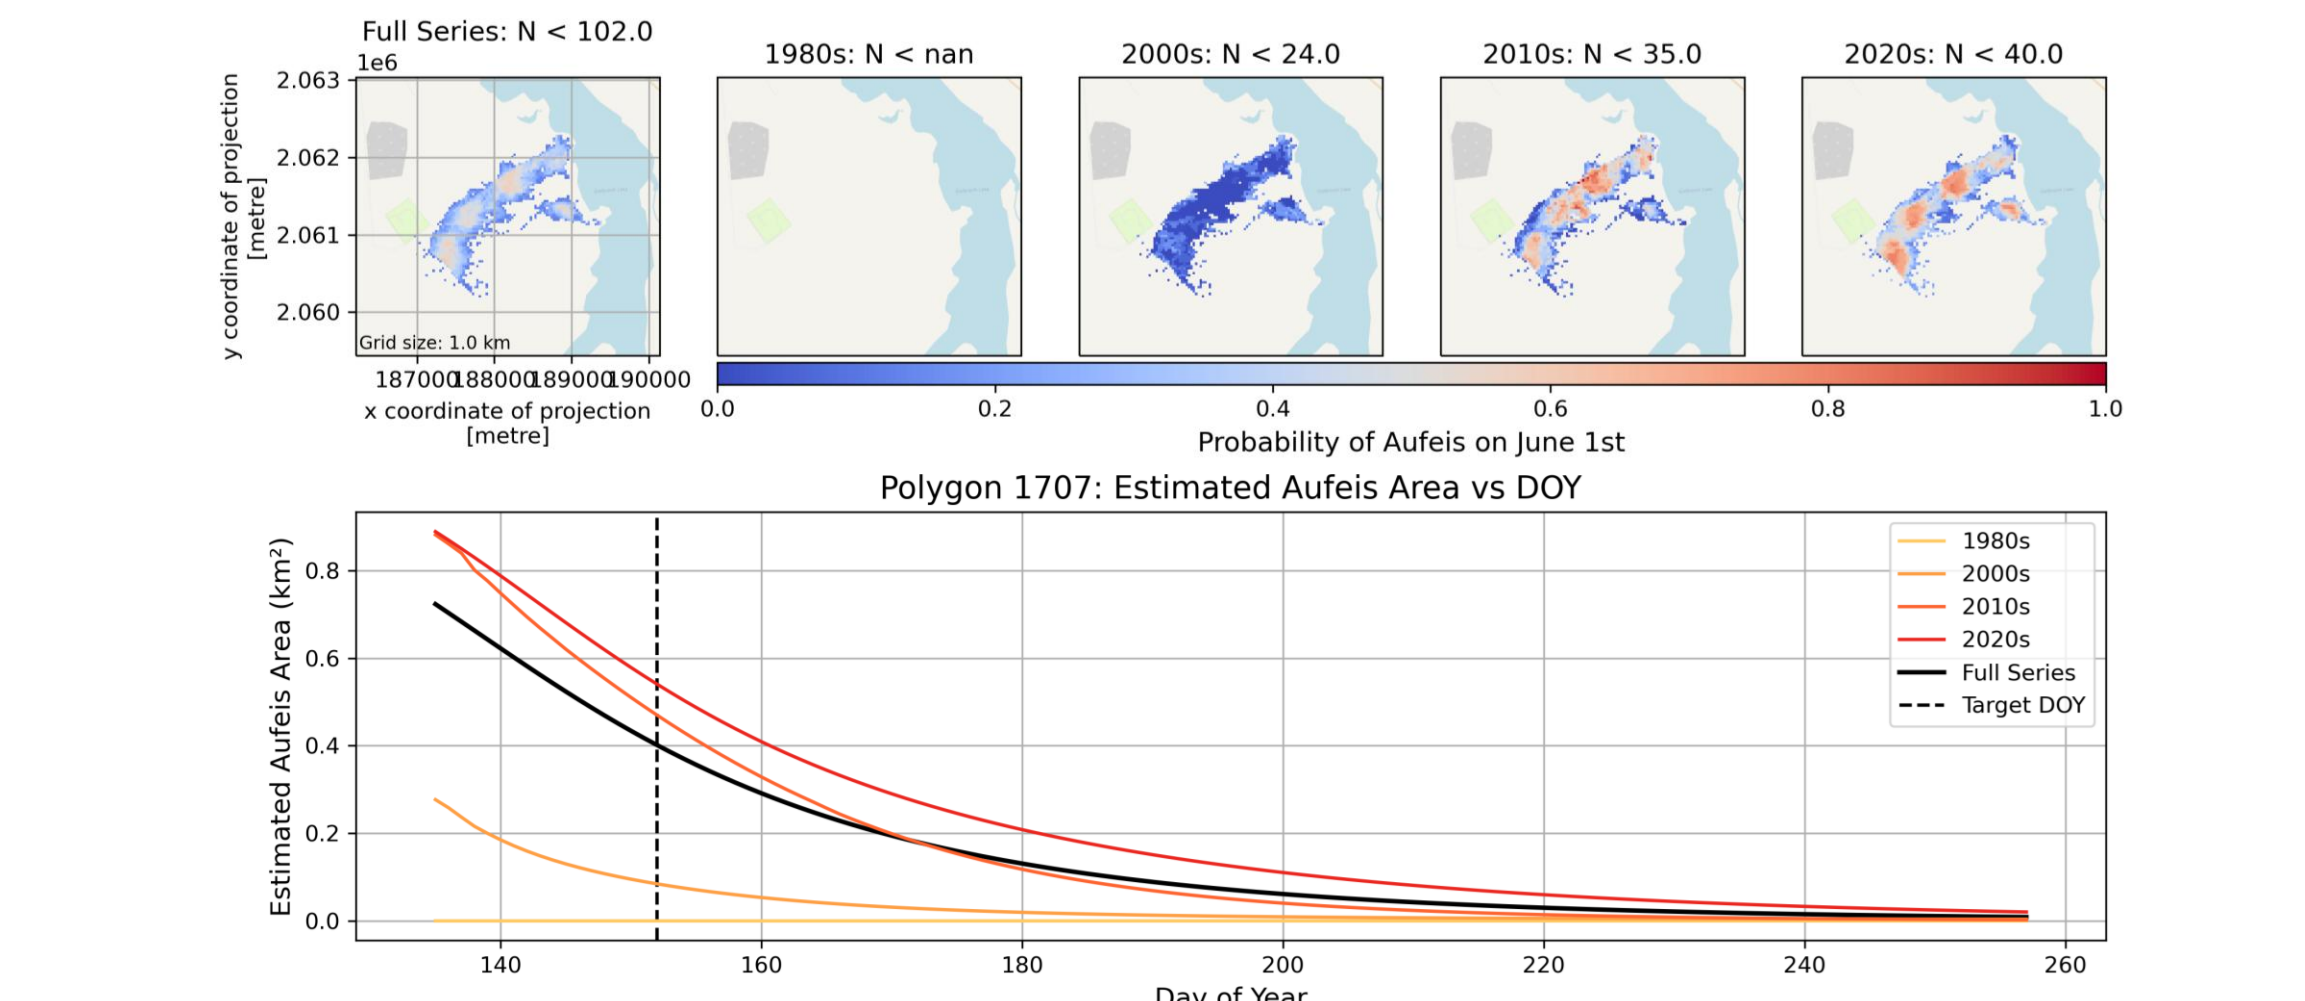 Full Series: N < 102.0
1980s: N < nan
2000s: N < 24.0
2010s: N < 35.0
2020s: N < 40.0
1e6
2.063
2.062
2.061
2.060
y coordinate of projection
[metre]
Grid size: 1.0 km
187000 188000 189000 190000
x coordinate of projection
[metre]
0.0 0.2 0.4 0.6 0.8 1.0
Probability of Aufeis on June 1st
Polygon 1707: Estimated Aufeis Area vs DOY
Estimated Aufeis Area (km²)
0.8
0.6
0.4
0.2
0.0
1980s
2000s
2010s
2020s
Full Series
Target DOY
140 160 180 200 220 240 260
Day of Year